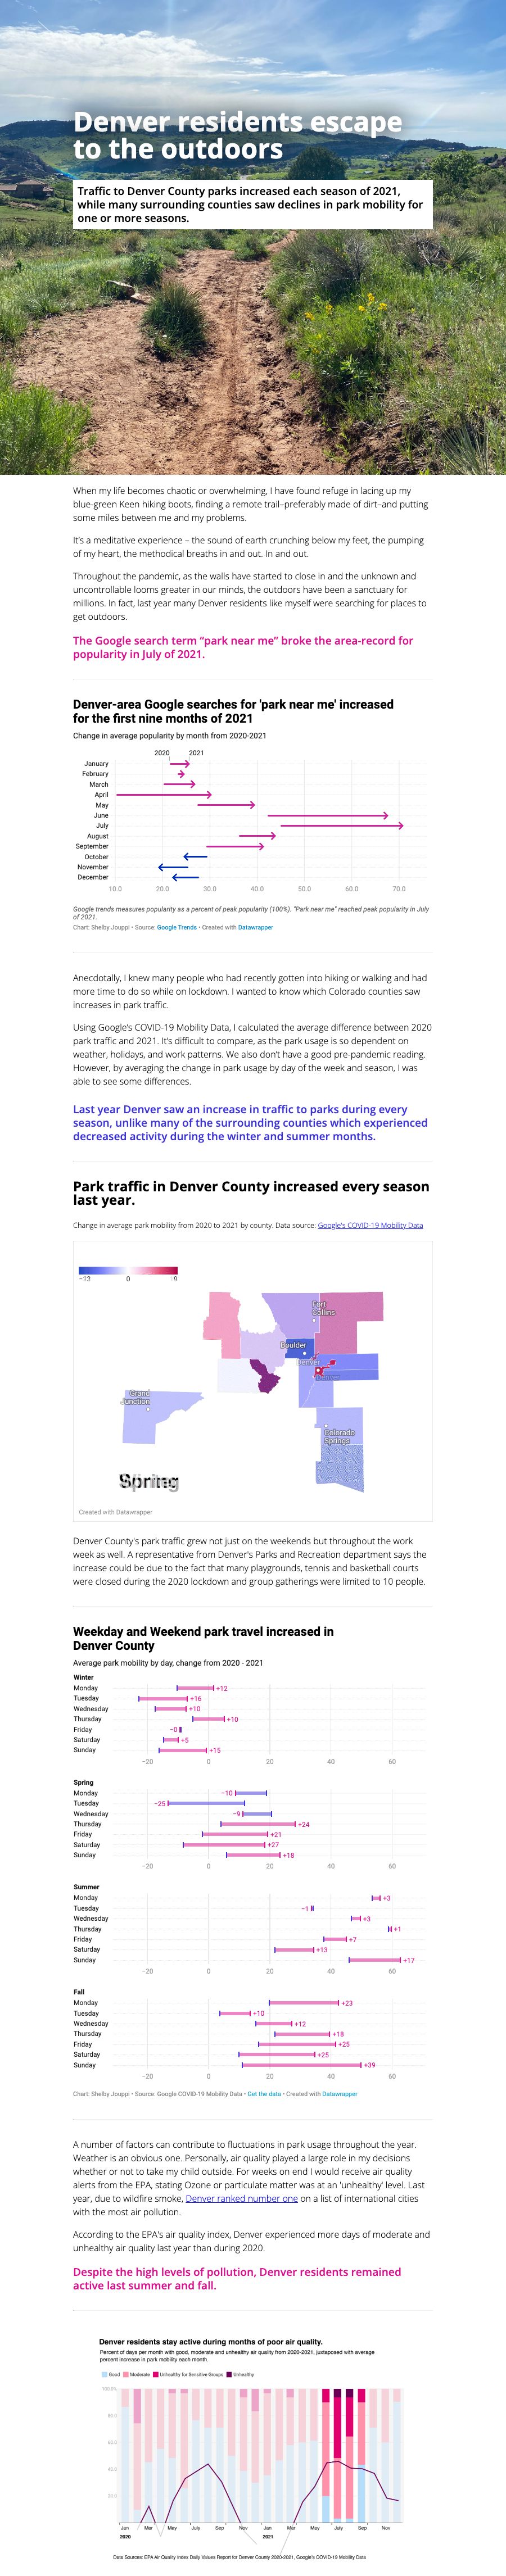 Denver residents escape
to the outdoors
Traffic to Denver County parks increased each season of 2021,
while many surrounding counties saw declines in park mobility for
one or more seasons.
When my life becomes chaotic or overwhelming, I have found refuge in lacing up my
blue-green Keen hiking boots, finding a remote trail–preferably made of dirt–and putting
some miles between me and my problems.
It's a meditative experience – the sound of earth crunching below my feet, the pumping
of my heart, the methodical breaths in and out. In and out.
Throughout the pandemic, as the walls have started to close in and the unknown and
uncontrollable looms greater in our minds, the outdoors have been a sanctuary for
millions. In fact, last year many Denver residents like myself were searching for places to
get outdoors.
The Google search term "park near me" broke the area-record for
popularity in July of 2021.
Denver-area Google searches for 'park near me' increased
for the first nine months of 2021
Change in average popularity by month from 2020-2021
2020 2021
January
February
March
April
May
June
July
August
September
October
November
December
10.0 20.0 30.0 40.0 50.0 60.0 70.0
Google trends measures popularity as a percent of peak popularity (100%). "Park near me" reached peak popularity in July
of 2021.
Chart: Shelby Jouppi • Source: Google Trends • Created with Datawrapper
Anecdotally, I knew many people who had recently gotten into hiking or walking and had
more time to do so while on lockdown. I wanted to know which Colorado counties saw
increases in park traffic.
Using Google's COVID-19 Mobility Data, I calculated the average difference between 2020
park traffic and 2021. It's difficult to compare, as the park usage is so dependent on
weather, holidays, and work patterns. We also don't have a good pre-pandemic reading.
However, by averaging the change in park usage by day of the week and season, I was
able to see some differences.
Last year Denver saw an increase in traffic to parks during every
season, unlike many of the surrounding counties which experienced
decreased activity during the winter and summer months.
Park traffic in Denver County increased every season
last year.
Change in average park mobility from 2020 to 2021 by county. Data source: Google's COVID-19 Mobility Data
−12 0 9
Fort
Collins
Boulder
Denver
Grand
Junction
Colorado
Springs
Spring
Created with Datawrapper
Denver County's park traffic grew not just on the weekends but throughout the work
week as well. A representative from Denver's Parks and Recreation department says the
increase could be due to the fact that many playgrounds, tennis and basketball courts
were closed during the 2020 lockdown and group gatherings were limited to 10 people.
Weekday and Weekend park travel increased in
Denver County
Average park mobility by day, change from 2020 - 2021
Winter
Monday +12
Tuesday +16
Wednesday +10
Thursday +10
Friday −0
Saturday +5
Sunday +15
−20 0 20 40 60
Spring
Monday −10
Tuesday −25
Wednesday −9
Thursday +24
Friday +21
Saturday +27
Sunday +18
−20 0 20 40 60
Summer
Monday +3
Tuesday −1
Wednesday +3
Thursday +1
Friday +7
Saturday +13
Sunday +17
−20 0 20 40 60
Fall
Monday +23
Tuesday +10
Wednesday +12
Thursday +18
Friday +25
Saturday +25
Sunday +39
−20 0 20 40 60
Chart: Shelby Jouppi • Source: Google COVID-19 Mobility Data • Get the data • Created with Datawrapper
A number of factors can contribute to fluctuations in park usage throughout the year.
Weather is an obvious one. Personally, air quality played a large role in my decisions
whether or not to take my child outside. For weeks on end I would receive air quality
alerts from the EPA, stating Ozone or particulate matter was at an 'unhealthy' level. Last
year, due to wildfire smoke, Denver ranked number one on a list of international cities
with the most air pollution.
According to the EPA's air quality index, Denver experienced more days of moderate and
unhealthy air quality last year than during 2020.
Despite the high levels of pollution, Denver residents remained
active last summer and fall.
Denver residents stay active during months of poor air quality.
Percent of days per month with good, moderate and unhealthy air quality from 2020-2021, juxtaposed with average
percent increase in park mobility each month.
Good Moderate Unhealthy for Sensitive Groups Unhealthy
100.0%
80.0
60.0
40.0
20.0
Jan Mar May July Sep Nov Jan Mar May July Sep Nov
2020 2021
Data Sources: EPA Air Quality Index Daily Values Report for Denver County 2020-2021, Google's COVID-19 Mobility Data